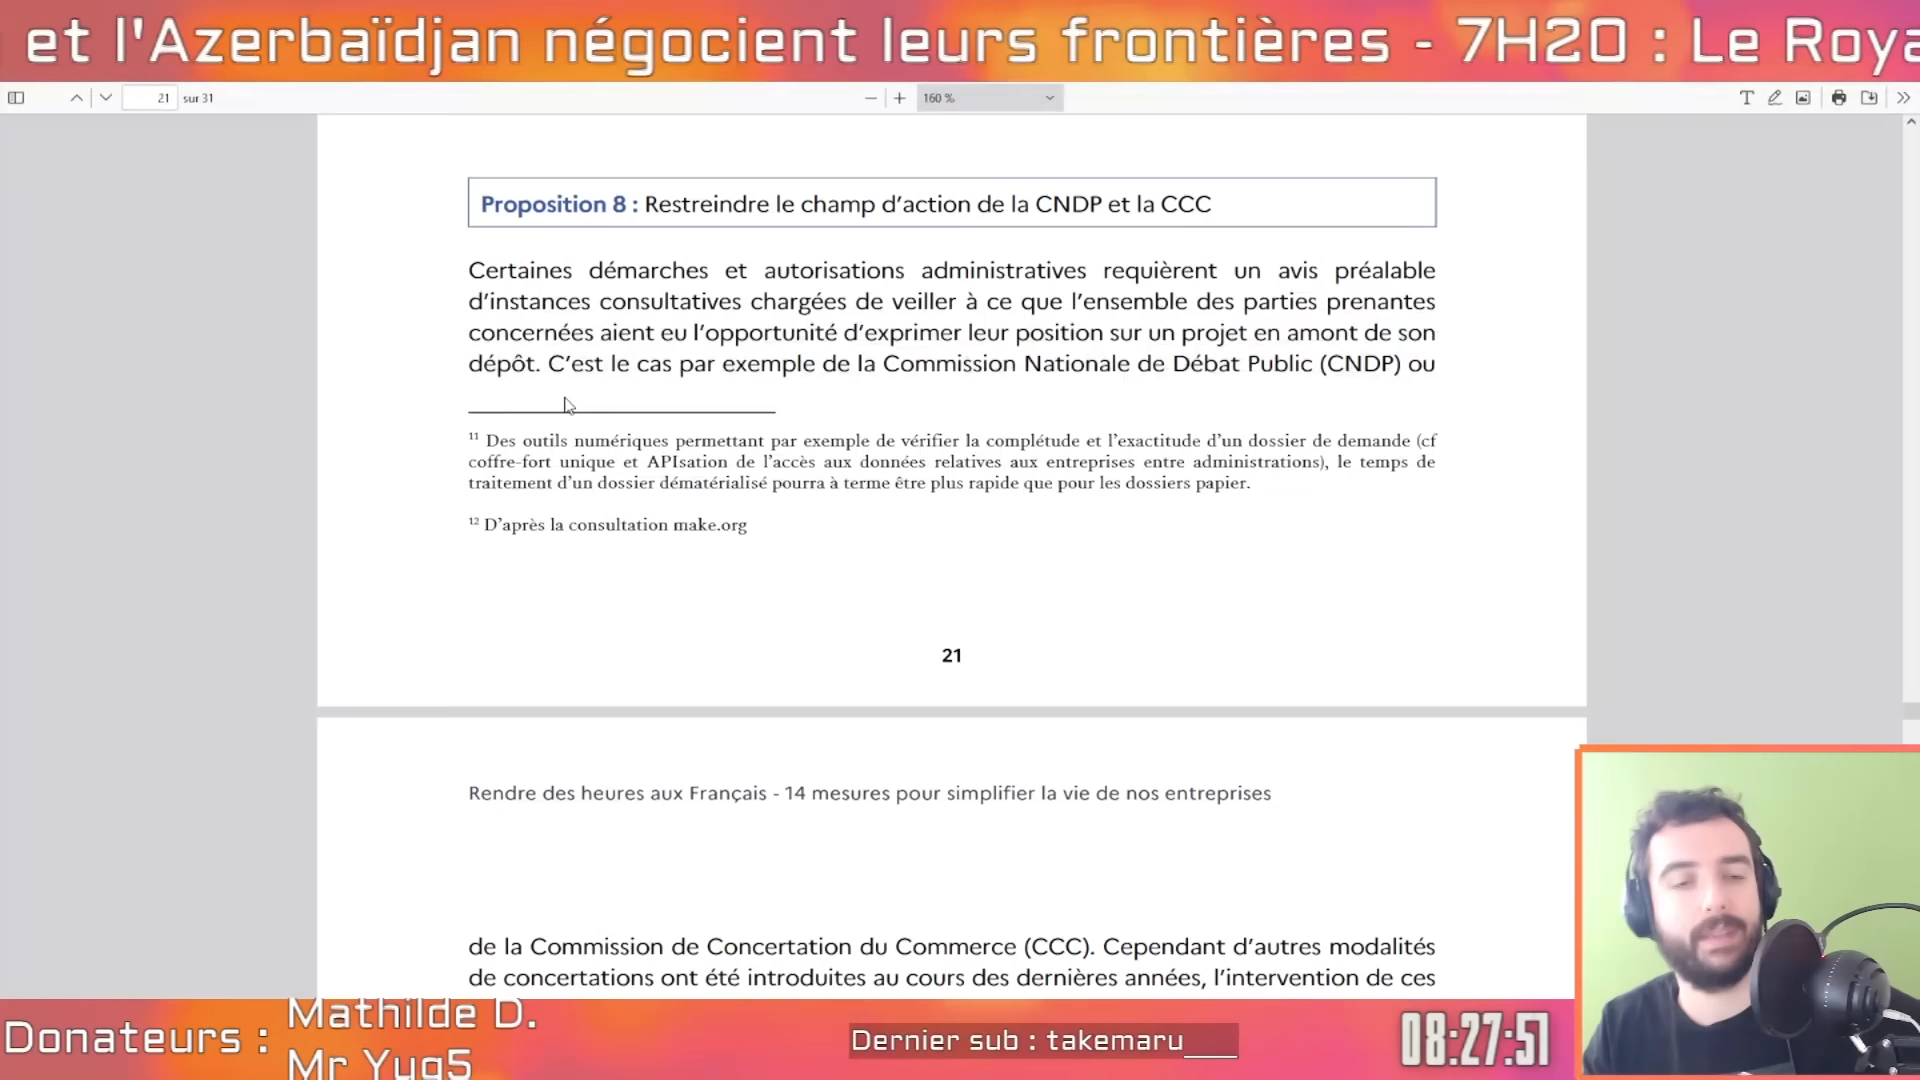 et l'Azerbaïdjan négocient leurs frontières - 7H20 : Le Roya
21 sur 31
160 %
Proposition 8 : Restreindre le champ d'action de la CNDP et la CCC
Certaines démarches et autorisations administratives requièrent un avis préalable
d'instances consultatives chargées de veiller à ce que l'ensemble des parties prenantes
concernées aient eu l'opportunité d'exprimer leur position sur un projet en amont de son
dépôt. C'est le cas par exemple de la Commission Nationale de Débat Public (CNDP) ou
11 Des outils numériques permettant par exemple de vérifier la complétude et l'exactitude d'un dossier de demande (cf
coffre-fort unique et APIsation de l'accès aux données relatives aux entreprises entre administrations), le temps de
traitement d'un dossier dématérialisé pourra à terme être plus rapide que pour les dossiers papier.
12 D'après la consultation make.org
21
Rendre des heures aux Français - 14 mesures pour simplifier la vie de nos entreprises
de la Commission de Concertation du Commerce (CCC). Cependant d'autres modalités
de concertations ont été introduites au cours des dernières années, l'intervention de ces
Donateurs :
Mathilde D.
Mr Yug5
Dernier sub : takemaru___
08:27:51